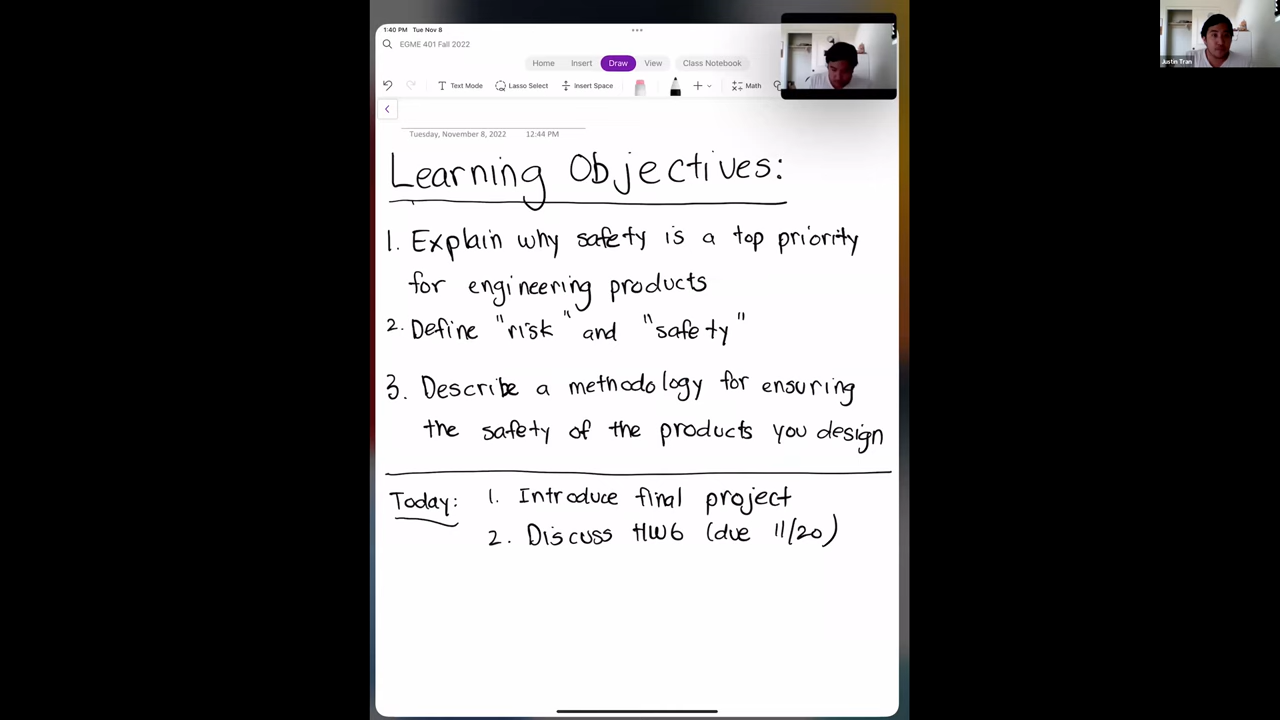 1:40 PM Tue Nov 8
EGME 401 Fall 2022
Home Insert Draw View Class Notebook
Text Mode Lasso Select Insert Space Math
Justin Tran
Tuesday, November 8, 2022 12:44 PM
Learning Objectives:
1. Explain why safety is a top priority
for engineering products
2. Define "risk" and "safety"
3. Describe a methodology for ensuring
the safety of the products you design
Today: 1. Introduce final project
2. Discuss HW6 (due 11/20)